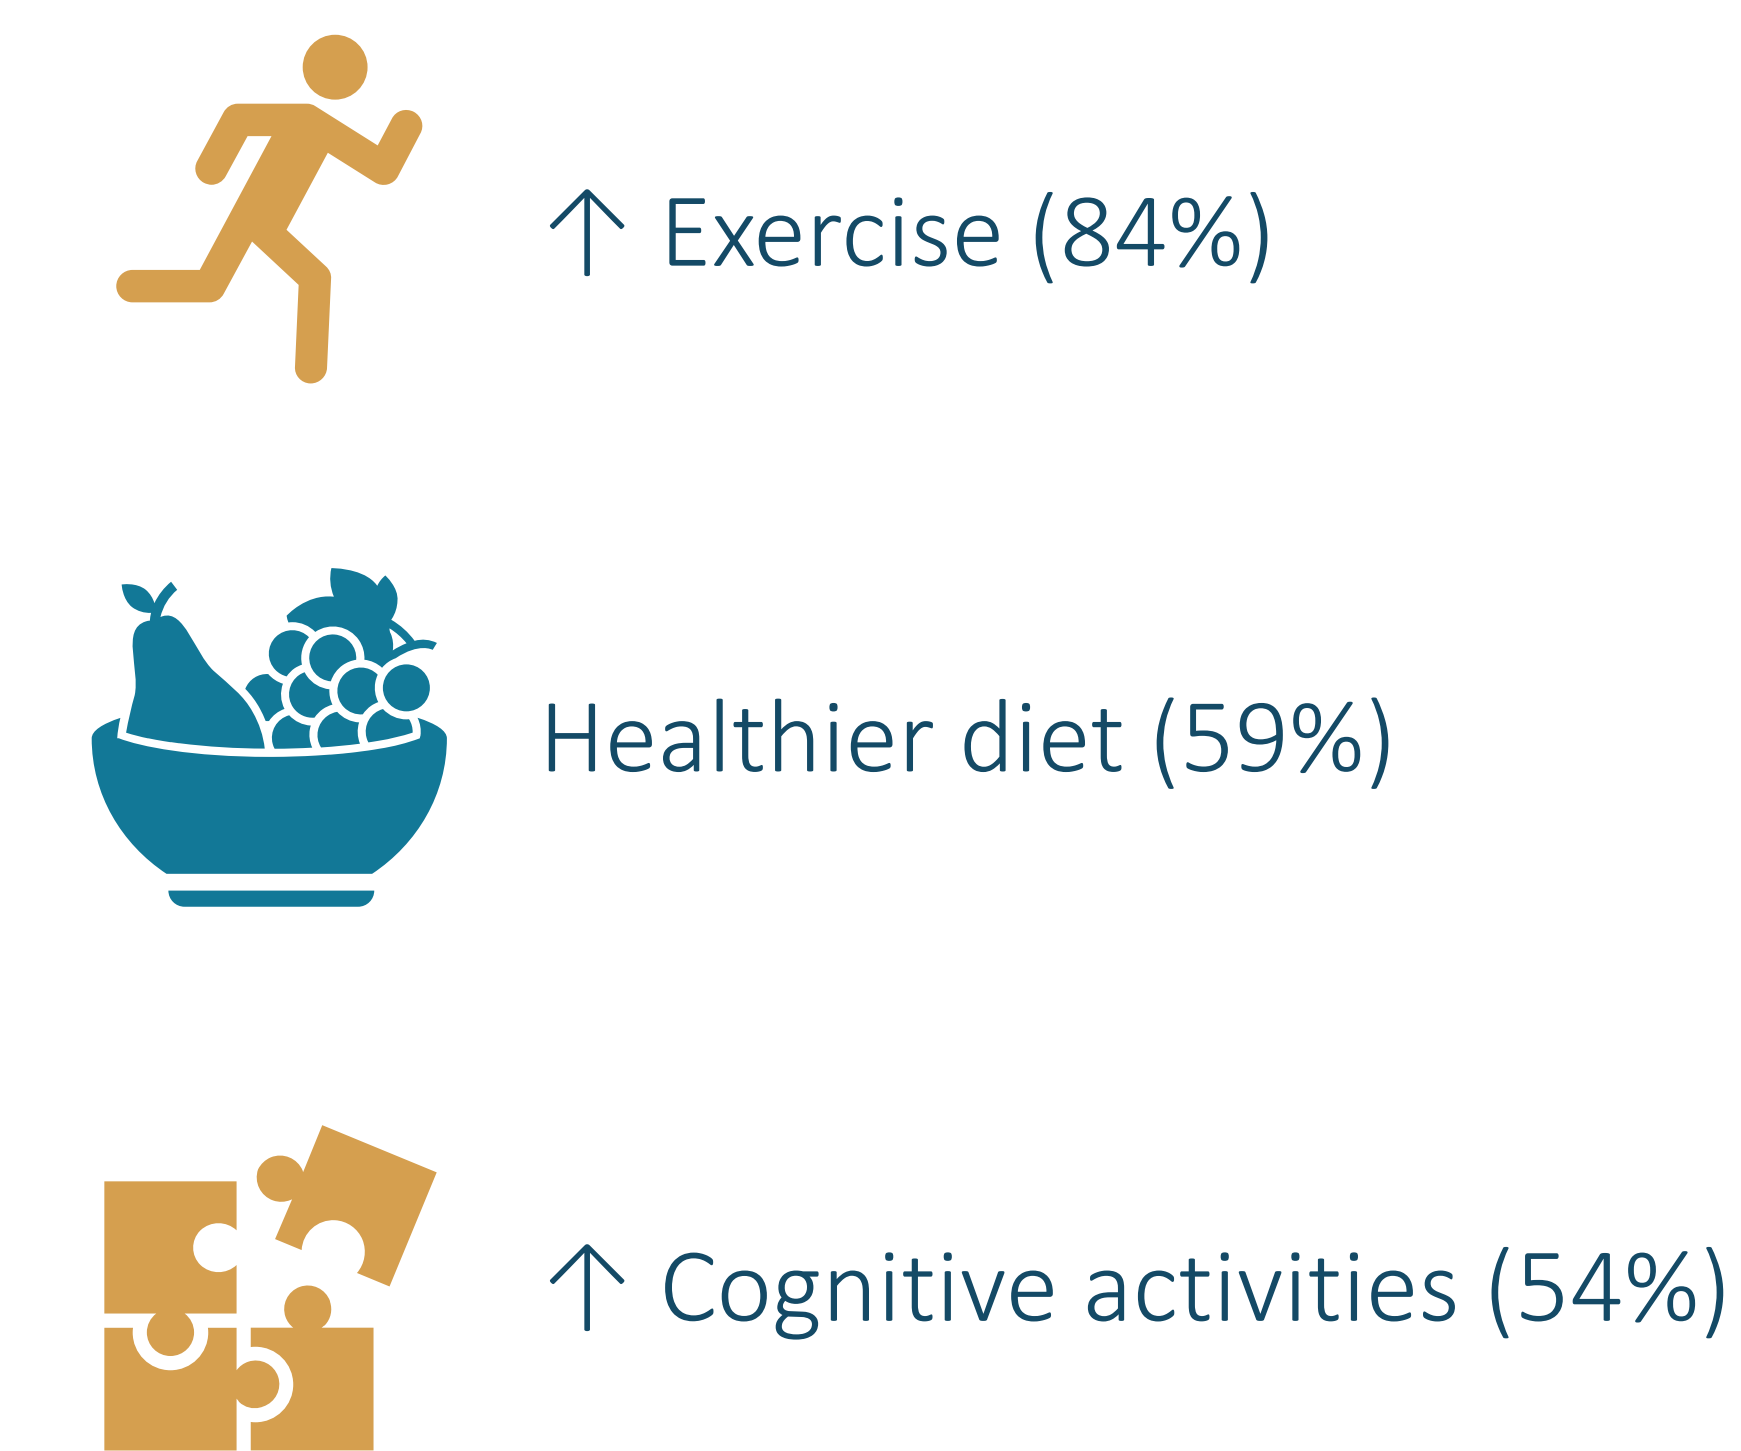 ↑ Exercise (84%)
Healthier diet (59%)
↑ Cognitive activities (54%)